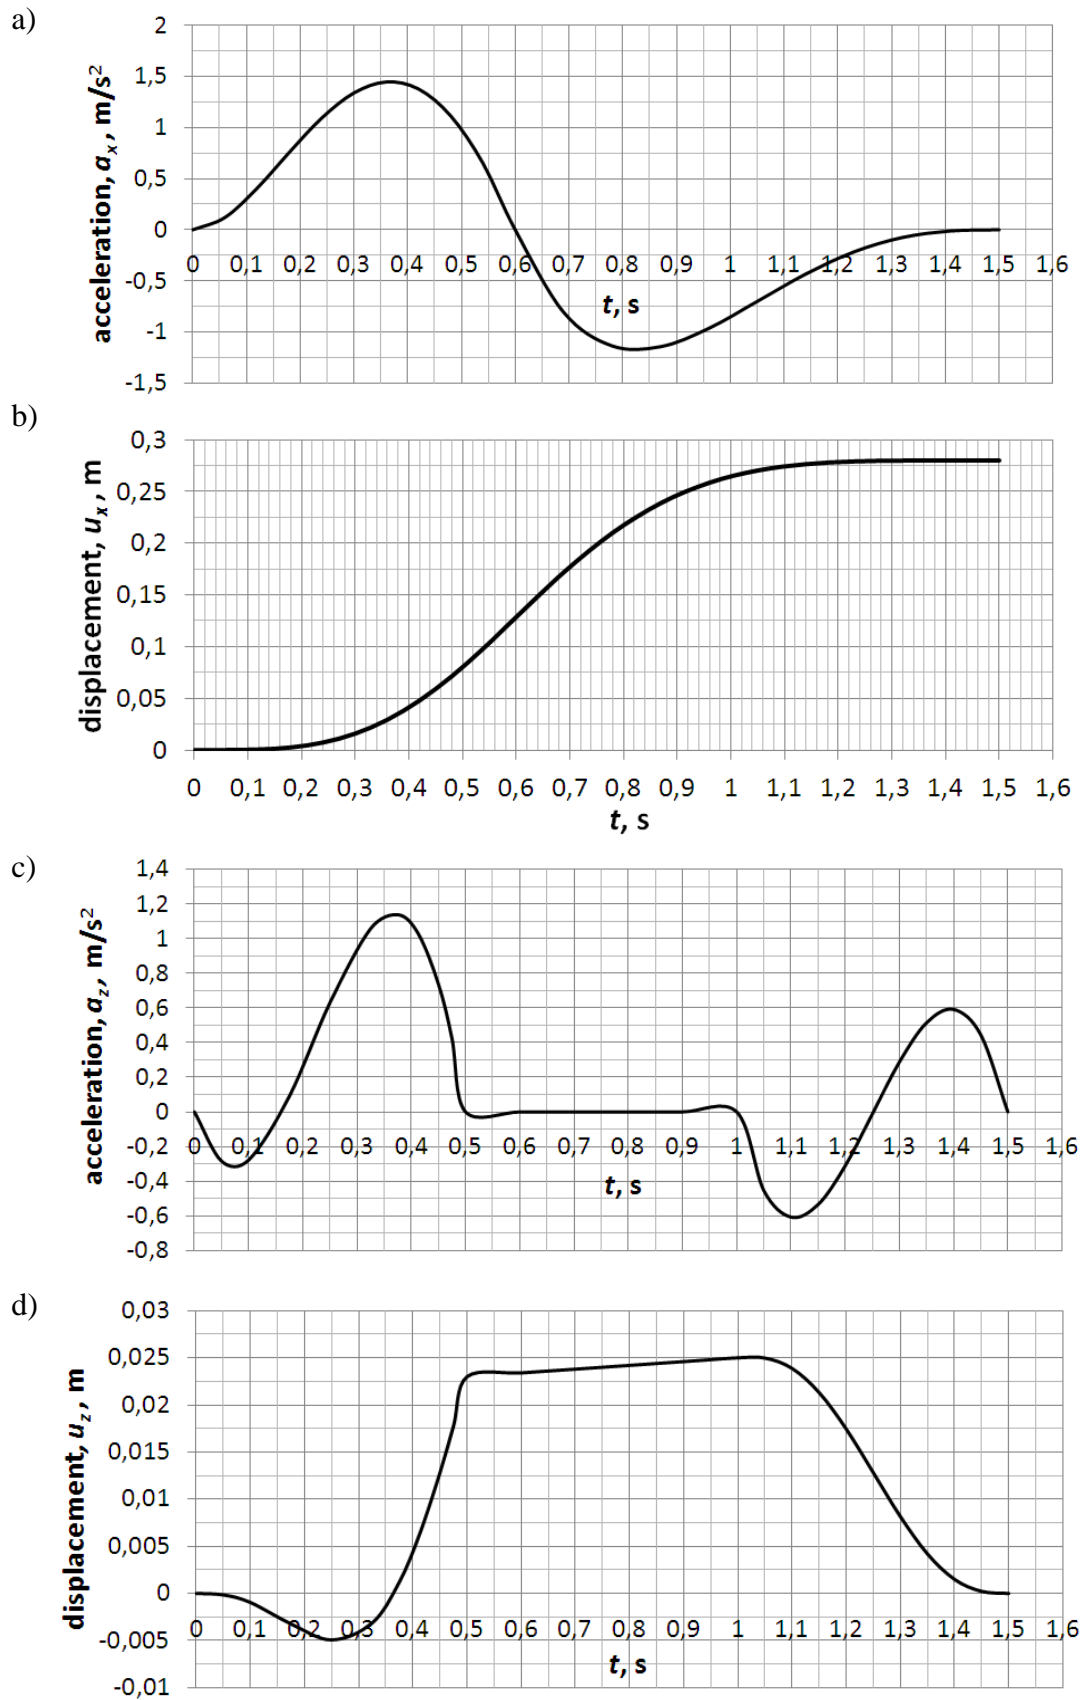 a)
2
1,5
1
0,5
0
-0,5
-1
-1,5
acceleration, aₓ, m/s²
0 0,1 0,2 0,3 0,4 0,5 0,6 0,7 0,8 0,9 1 1,1 1,2 1,3 1,4 1,5 1,6
t, s
b)
0,3
0,25
0,2
0,15
0,1
0,05
0
displacement, uₓ, m
0 0,1 0,2 0,3 0,4 0,5 0,6 0,7 0,8 0,9 1 1,1 1,2 1,3 1,4 1,5 1,6
t, s
c)
1,4
1,2
1
0,8
0,6
0,4
0,2
0
-0,2
-0,4
-0,6
-0,8
acceleration, a_z, m/s²
0 0,1 0,2 0,3 0,4 0,5 0,6 0,7 0,8 0,9 1 1,1 1,2 1,3 1,4 1,5 1,6
t, s
d)
0,03
0,025
0,02
0,015
0,01
0,005
0
-0,005
-0,01
displacement, u_z, m
0 0,1 0,2 0,3 0,4 0,5 0,6 0,7 0,8 0,9 1 1,1 1,2 1,3 1,4 1,5 1,6
t, s